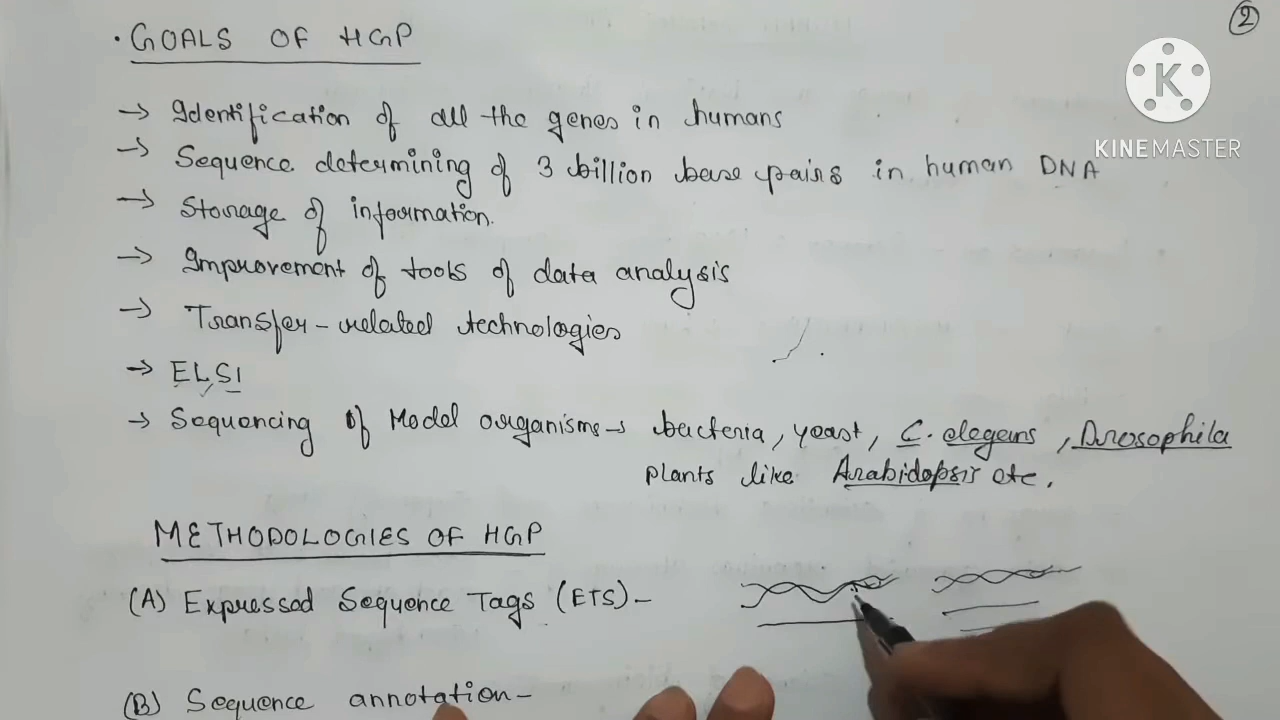 2
· GOALS OF HGP
K
KINEMASTER
→ Identification of all the genes in humans
→ Sequence determining of 3 billion base pairs in human DNA
→ Storage of information.
→ Improvement of tools of data analysis
→ Transfer-related technologies
→ ELSI
→ Sequencing of Model organisms→ bacteria, yeast, C. elegans, Drosophila
plants like Arabidopsis etc.
METHODOLOGIES OF HGP
(A) Expressed Sequence Tags (ETS)-
(B) Sequence annotation-